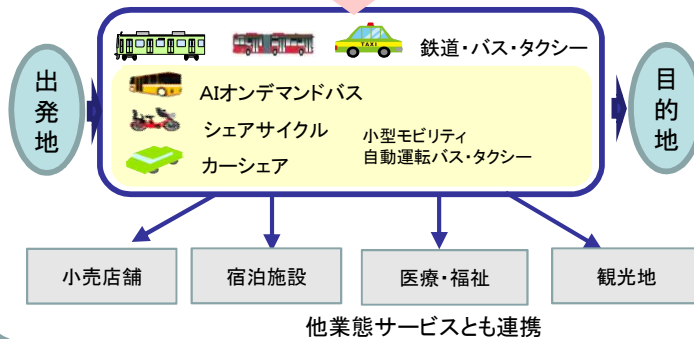 鉄道・バス・タクシー
TAXI
出発地
目的地
AIオンデマンドバス
シェアサイクル
カーシェア
小型モビリティ
自動運転バス・タクシー
小売店舗
宿泊施設
医療・福祉
観光地
他業態サービスとも連携